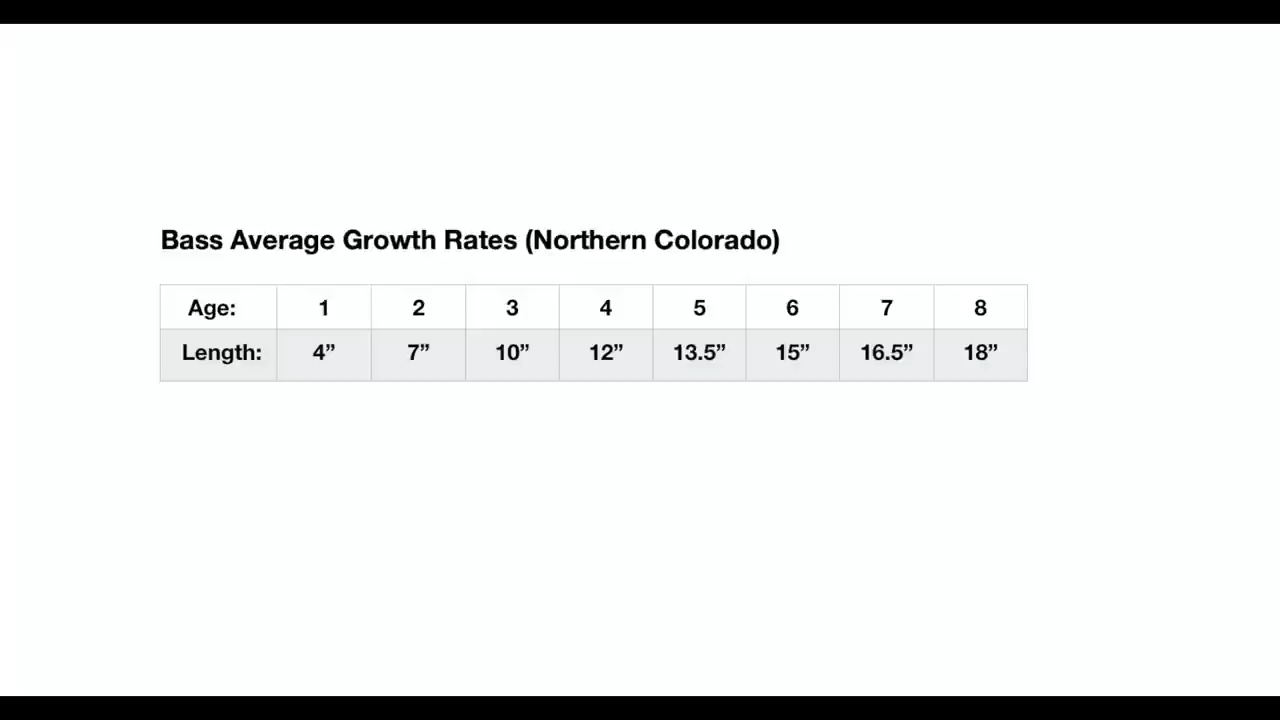 Bass Average Growth Rates (Northern Colorado)
Age: 1 2 3 4 5 6 7 8
Length: 4” 7” 10” 12” 13.5” 15” 16.5” 18”